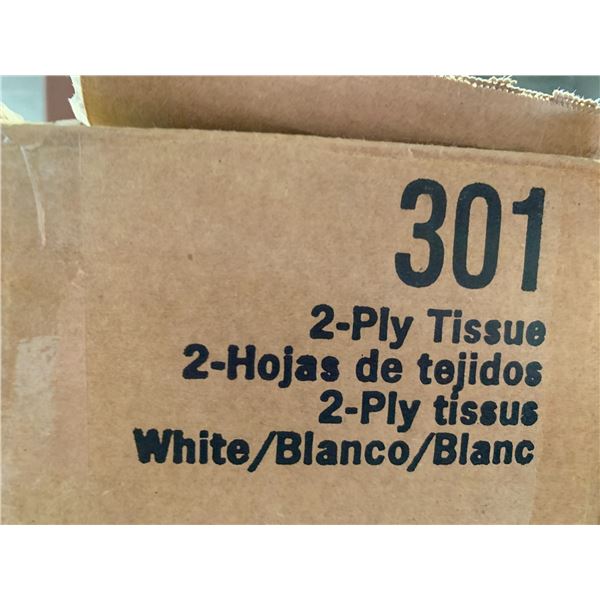 301
2-Ply Tissue
2-Hojas de tejidos
2-Ply tissus
White/Blanco/Blanc